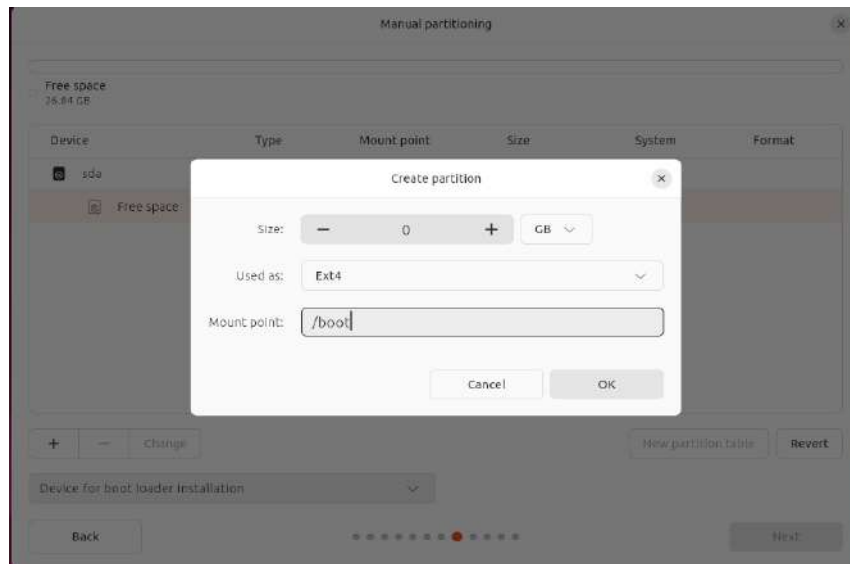 Manual partitioning
Free space
26.84 GB
Device Type Mount point Size System Format
sda
Free space
Create partition
Size: − 0 + GB
Used as: Ext4
Mount point: /boot
Cancel OK
+ − Change New partition table Revert
Device for boot loader installation
Back Next